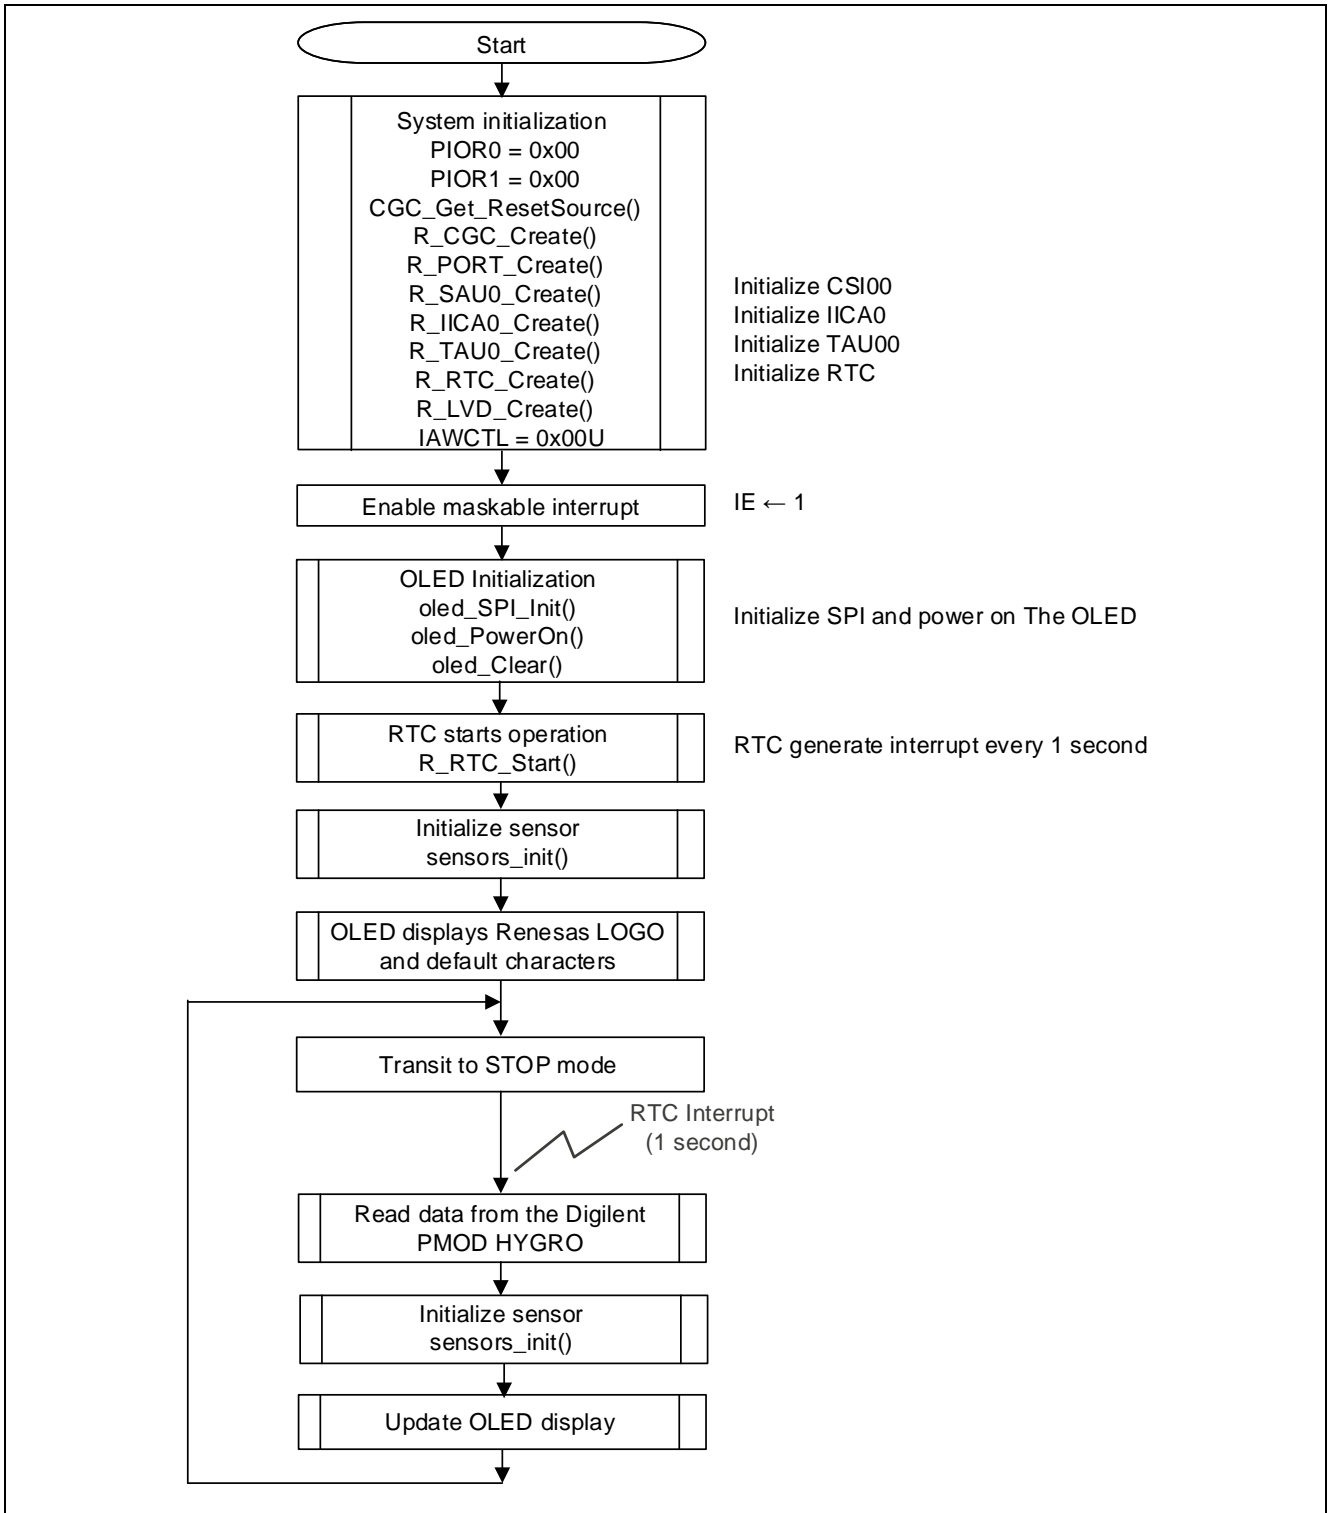 Start
System initialization
PIOR0 = 0x00
PIOR1 = 0x00
CGC_Get_ResetSource()
R_CGC_Create()
R_PORT_Create()
R_SAU0_Create()
R_IICA0_Create()
R_TAU0_Create()
R_RTC_Create()
R_LVD_Create()
IAWCTL = 0x00U
Initialize CSI00
Initialize IICA0
Initialize TAU00
Initialize RTC
Enable maskable interrupt
IE ← 1
OLED Initialization
oled_SPI_Init()
oled_PowerOn()
oled_Clear()
Initialize SPI and power on The OLED
RTC starts operation
R_RTC_Start()
RTC generate interrupt every 1 second
Initialize sensor
sensors_init()
OLED displays Renesas LOGO
and default characters
Transit to STOP mode
RTC Interrupt
(1 second)
Read data from the Digilent
PMOD HYGRO
Initialize sensor
sensors_init()
Update OLED display